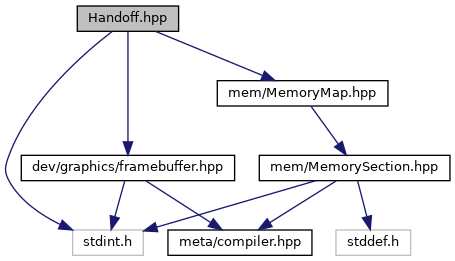 Handoff.hpp
mem/MemoryMap.hpp
dev/graphics/framebuffer.hpp
mem/MemorySection.hpp
stdint.h
meta/compiler.hpp
stddef.h